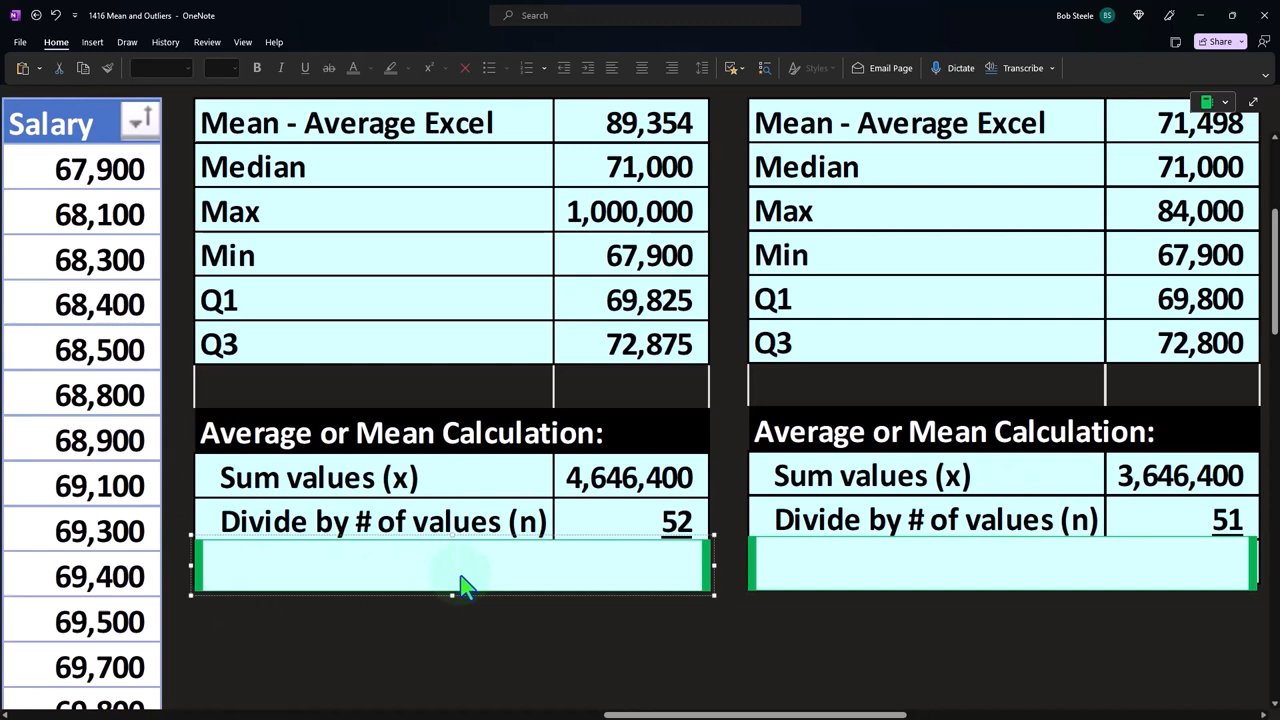 1416 Mean and Outliers - OneNote
Search
Bob Steele
BS
File
Home
Insert
Draw
History
Review
View
Help
Share
Email Page
Dictate
Transcribe
Styles
Salary
67,900
68,100
68,300
68,400
68,500
68,800
68,900
69,100
69,300
69,400
69,500
69,700
69,800
Mean - Average Excel 89,354
Median 71,000
Max 1,000,000
Min 67,900
Q1 69,825
Q3 72,875
Average or Mean Calculation:
Sum values (x) 4,646,400
Divide by # of values (n) 52
Mean - Average Excel 71,498
Median 71,000
Max 84,000
Min 67,900
Q1 69,800
Q3 72,800
Average or Mean Calculation:
Sum values (x) 3,646,400
Divide by # of values (n) 51